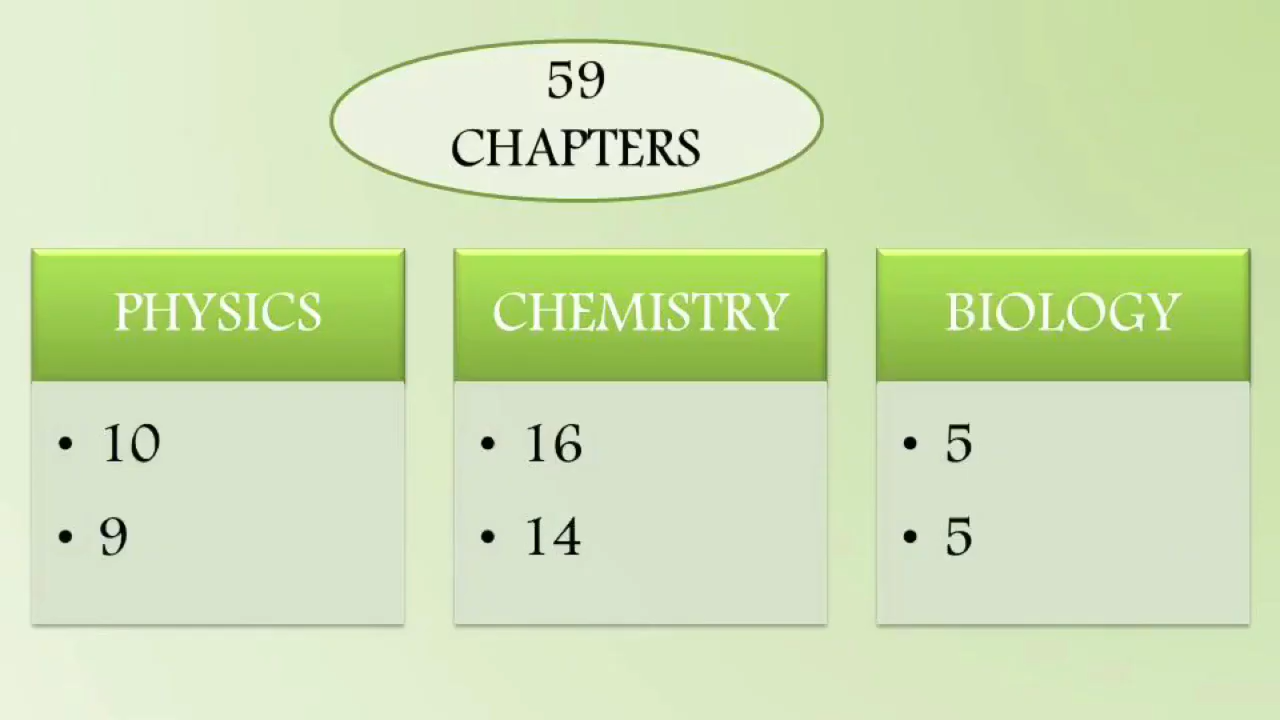 59
CHAPTERS
PHYSICS
• 10
• 9
CHEMISTRY
• 16
• 14
BIOLOGY
• 5
• 5